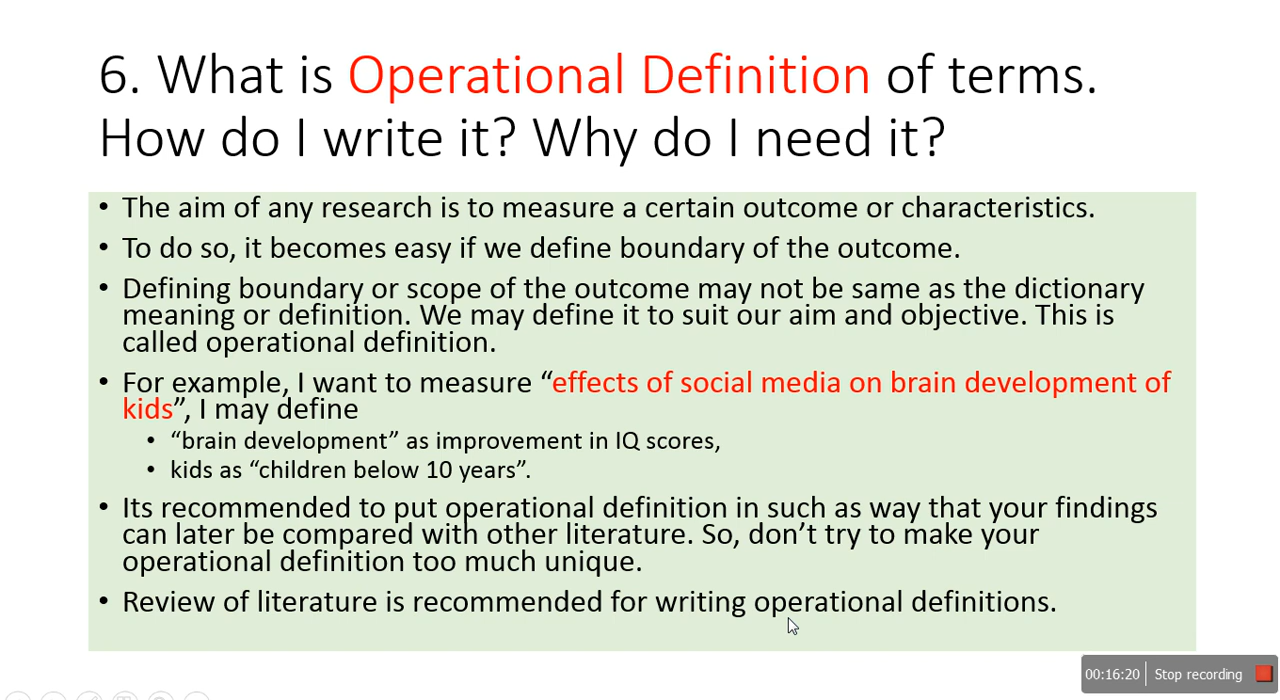 6. What is Operational Definition of terms.
How do I write it? Why do I need it?
• The aim of any research is to measure a certain outcome or characteristics.
• To do so, it becomes easy if we define boundary of the outcome.
• Defining boundary or scope of the outcome may not be same as the dictionary
meaning or definition. We may define it to suit our aim and objective. This is
called operational definition.
• For example, I want to measure “effects of social media on brain development of
kids”, I may define
• “brain development” as improvement in IQ scores,
• kids as “children below 10 years”.
• Its recommended to put operational definition in such as way that your findings
can later be compared with other literature. So, don’t try to make your
operational definition too much unique.
• Review of literature is recommended for writing operational definitions.
00:16:20 Stop recording